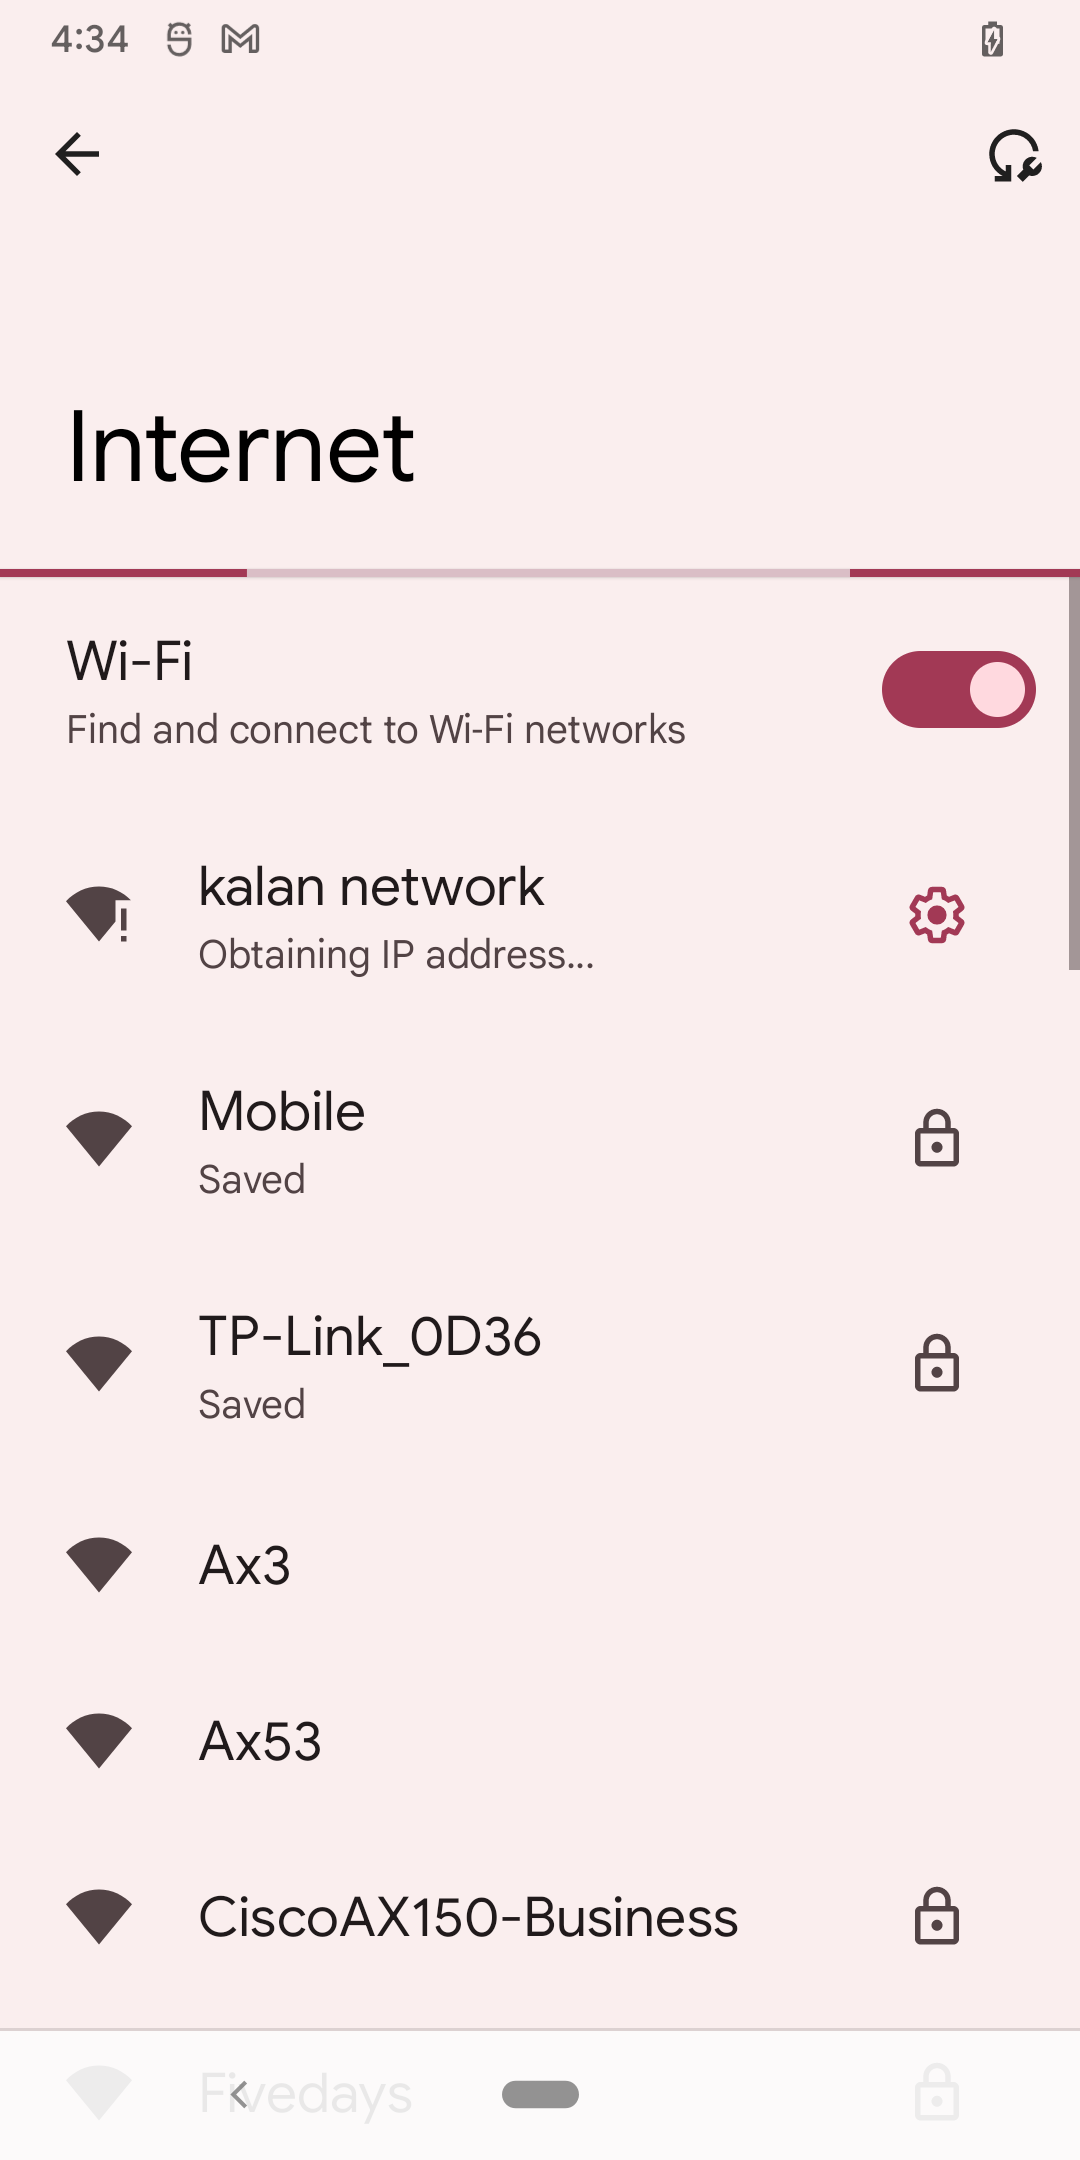 4:34
Internet
Wi-Fi
Find and connect to Wi-Fi networks
kalan network
Obtaining IP address...
Mobile
Saved
TP-Link_0D36
Saved
Ax3
Ax53
CiscoAX150-Business
Fivedays